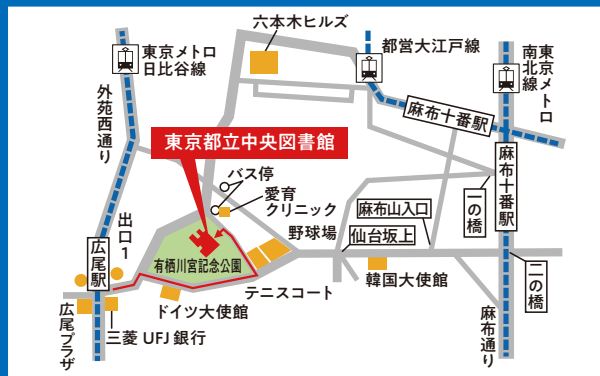 六本木ヒルズ
東京メトロ
日比谷線
都営大江戸線
東京メトロ
南北線
外苑西通り
麻布十番駅
東京都立中央図書館
バス停
愛育
クリニック
麻布十番駅
一の橋
出口1
野球場
麻布山入口
仙台坂上
広尾駅
有栖川宮記念公園
二の橋
韓国大使館
テニスコート
ドイツ大使館
麻布通り
広尾プラザ
三菱UFJ銀行